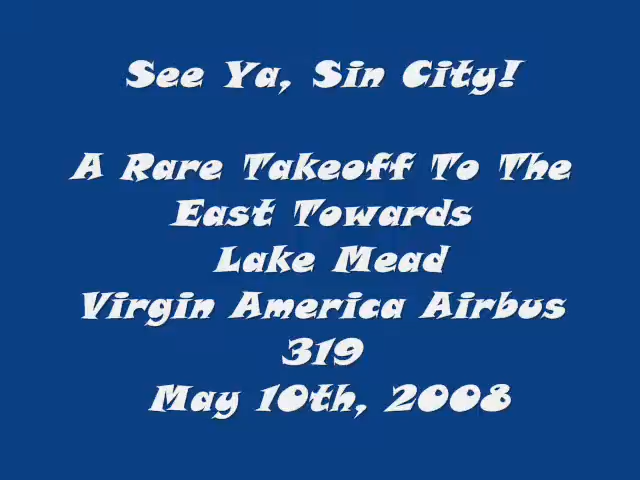 See Ya, Sin City!
A Rare Takeoff To The
East Towards
Lake Mead
Virgin America Airbus
319
May 10th, 2008